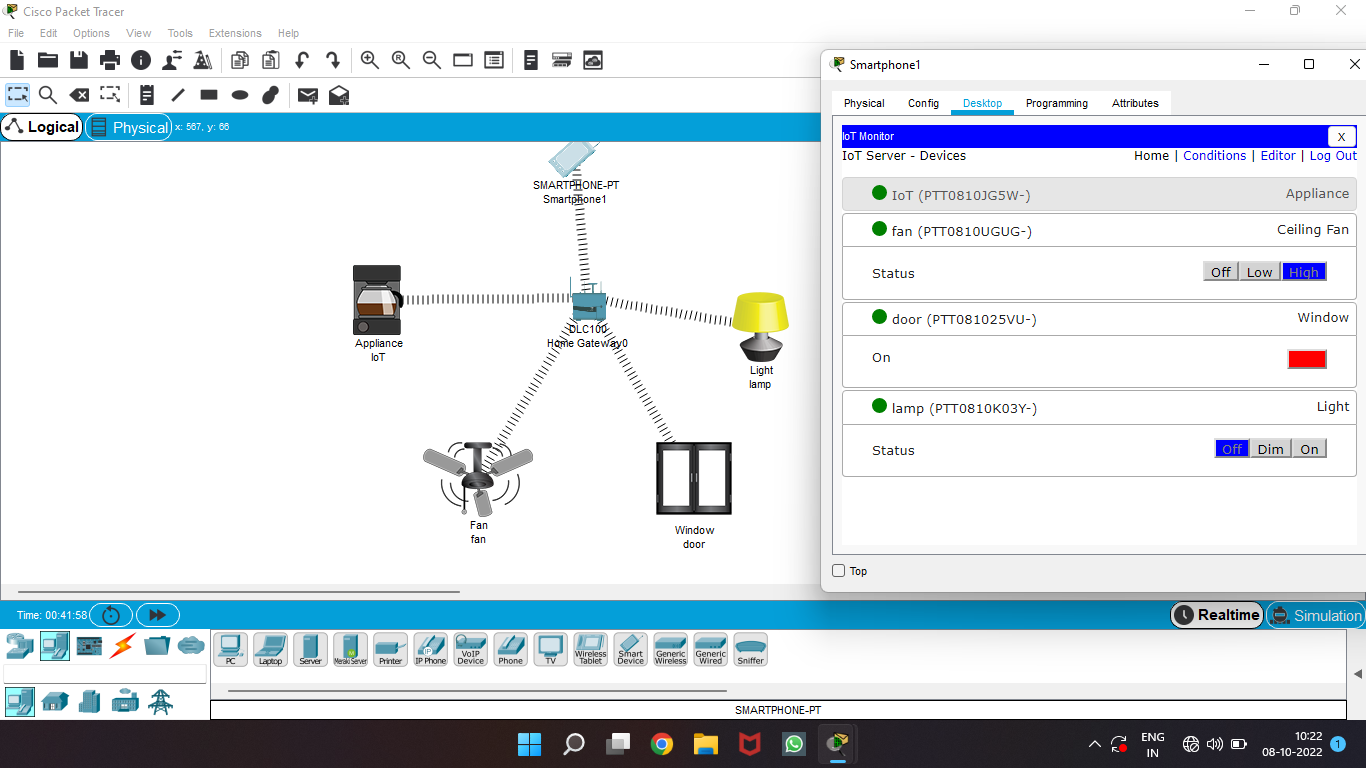 Cisco Packet Tracer
File Edit Options View Tools Extensions Help
Logical
Physical
x: 567, y: 66
SMARTPHONE-PT
Smartphone1
Appliance
IoT
DLC100
Home Gateway0
Light
lamp
Fan
fan
Window
door
Smartphone1
Physical Config Desktop Programming Attributes
IoT Monitor X
IoT Server - Devices Home | Conditions | Editor | Log Out
IoT (PTT0810JG5W-) Appliance
fan (PTT0810UGUG-) Ceiling Fan
Status Off Low High
door (PTT081025VU-) Window
On
lamp (PTT0810K03Y-) Light
Status Off Dim On
Top
Time: 00:41:58
Realtime
Simulation
PC
Laptop
Server
Meraki Server
Printer
IP
IP Phone
VoIP
Device
Phone
TV
Wireless
Tablet
Smart
Device
Generic
Wireless
Generic
Wired
Sniffer
SMARTPHONE-PT
ENG
IN
10:22
08-10-2022
1